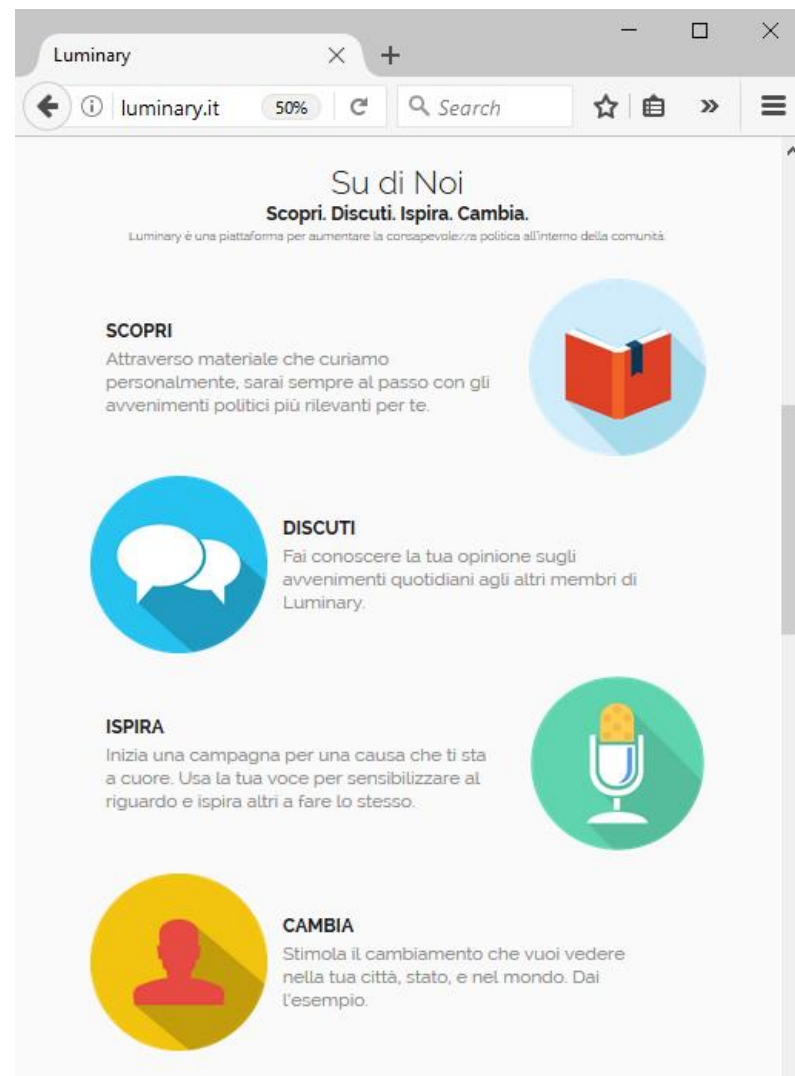 Luminary
luminary.it
50%
Search
Su di Noi
Scopri. Discuti. Ispira. Cambia.
Luminary è una piattaforma per aumentare la consapevolezza politica all'interno della comunità.
SCOPRI
Attraverso materiale che curiamo
personalmente, sarai sempre al passo con gli
avvenimenti politici più rilevanti per te.
DISCUTI
Fai conoscere la tua opinione sugli
avvenimenti quotidiani agli altri membri di
Luminary.
ISPIRA
Inizia una campagna per una causa che ti sta
a cuore. Usa la tua voce per sensibilizzare al
riguardo e ispira altri a fare lo stesso.
CAMBIA
Stimola il cambiamento che vuoi vedere
nella tua città, stato, e nel mondo. Dai
l'esempio.